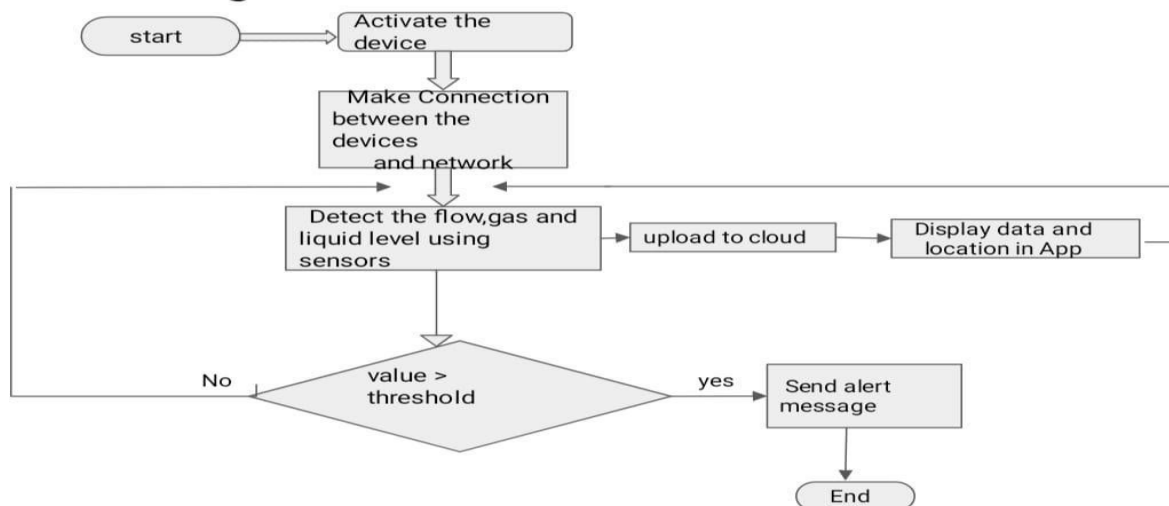 start
Activate the
device
Make Connection
between the
devices
and network
Detect the flow,gas and
liquid level using
sensors
upload to cloud
Display data and
location in App
No
value >
threshold
yes
Send alert
message
End